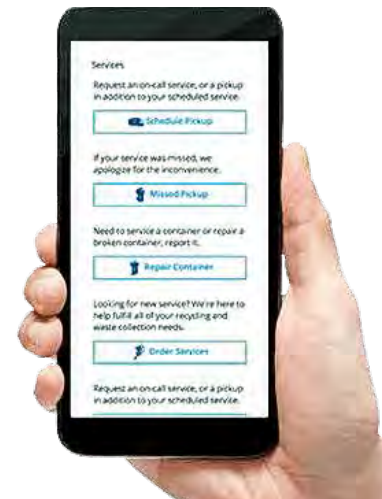 Services
Request an on-call service, or a pickup
in addition to your scheduled service.
Schedule Pickup
If your service was missed, we
apologize for the inconvenience.
Missed Pickup
Need to service a container or repair a
broken container, report it.
Repair Container
Looking for new service? We're here to
help fulfill all of your recycling and
waste collection needs.
Order Services
Request an on-call service, or a pickup
in addition to your scheduled service.